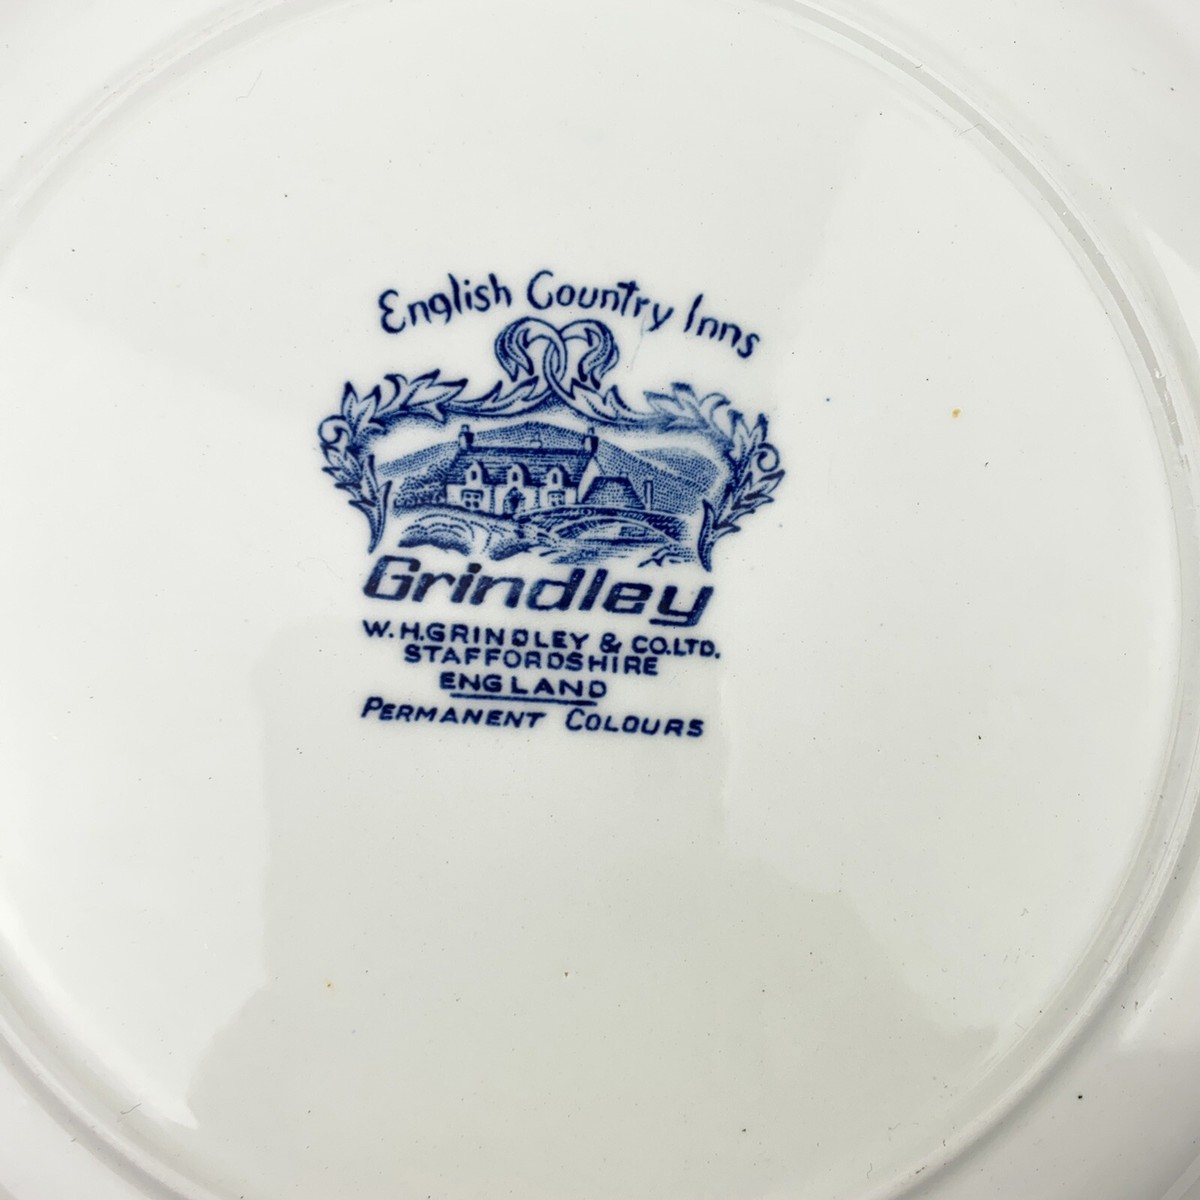 English Country Inns
Grindley
W.H.GRINDLEY & CO.LTD.
STAFFORDSHIRE
ENGLAND
PERMANENT COLOURS